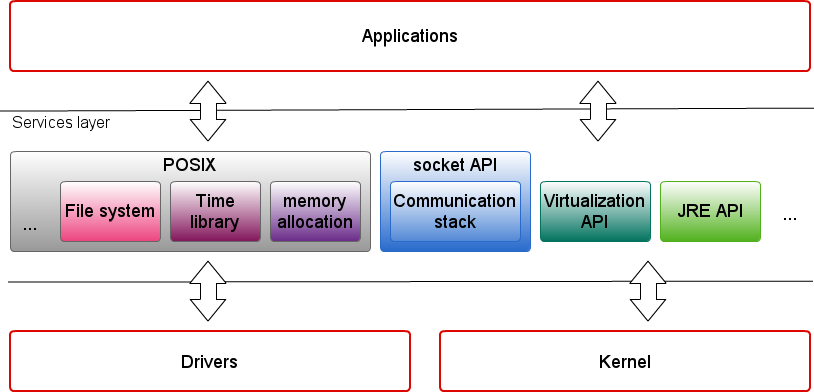 Applications
Services layer
POSIX
socket API
...
File system
Time
library
memory
allocation
Communication
stack
Virtualization
API
JRE API
...
Drivers
Kernel